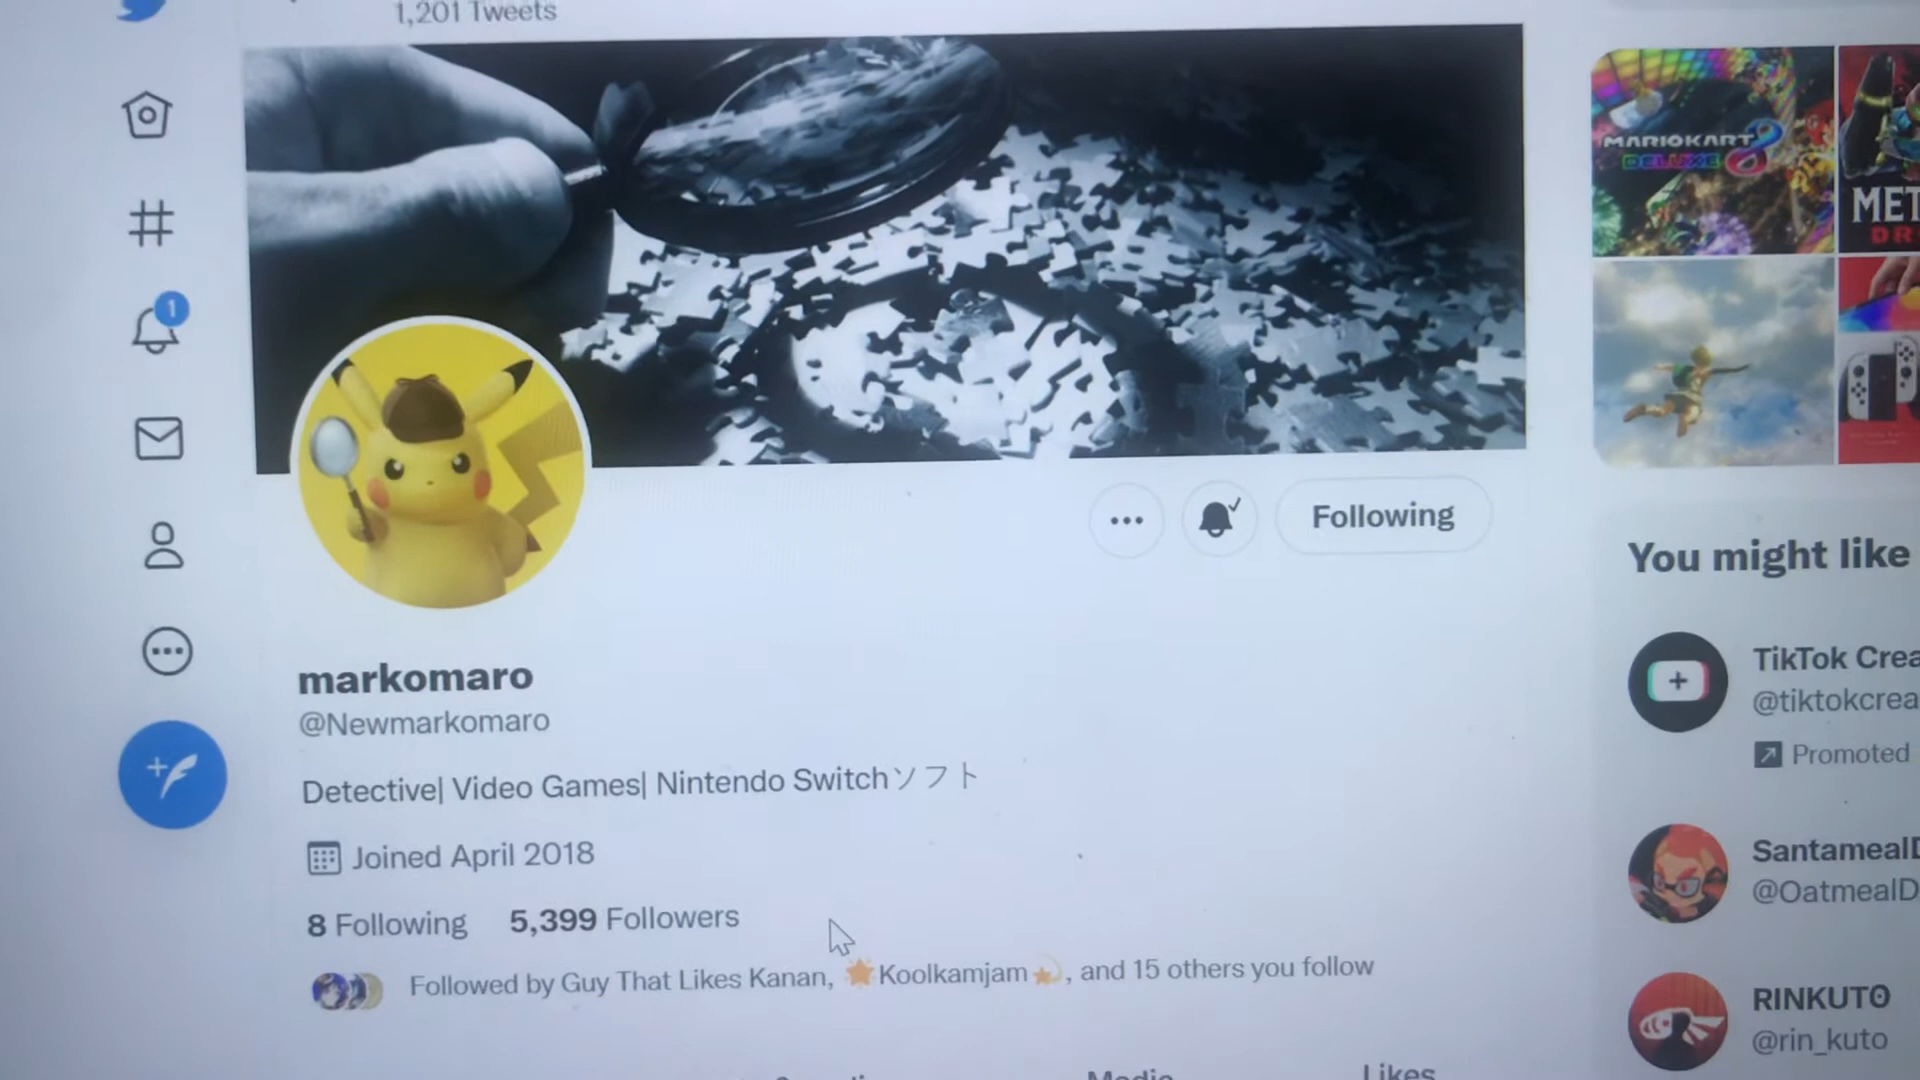 1,201 Tweets
MARIOKART 8
DELUXE
MET
DR
1
Following
You might like
markomaro
@Newmarkomaro
Detective| Video Games| Nintendo Switchソフト
Joined April 2018
8 Following 5,399 Followers
Followed by Guy That Likes Kanan, Koolkamjam, and 15 others you follow
Media
Likes
TikTok Crea
@tiktokcrea
Promoted
SantamealD
@OatmealD
RINKUTO
@rin_kuto